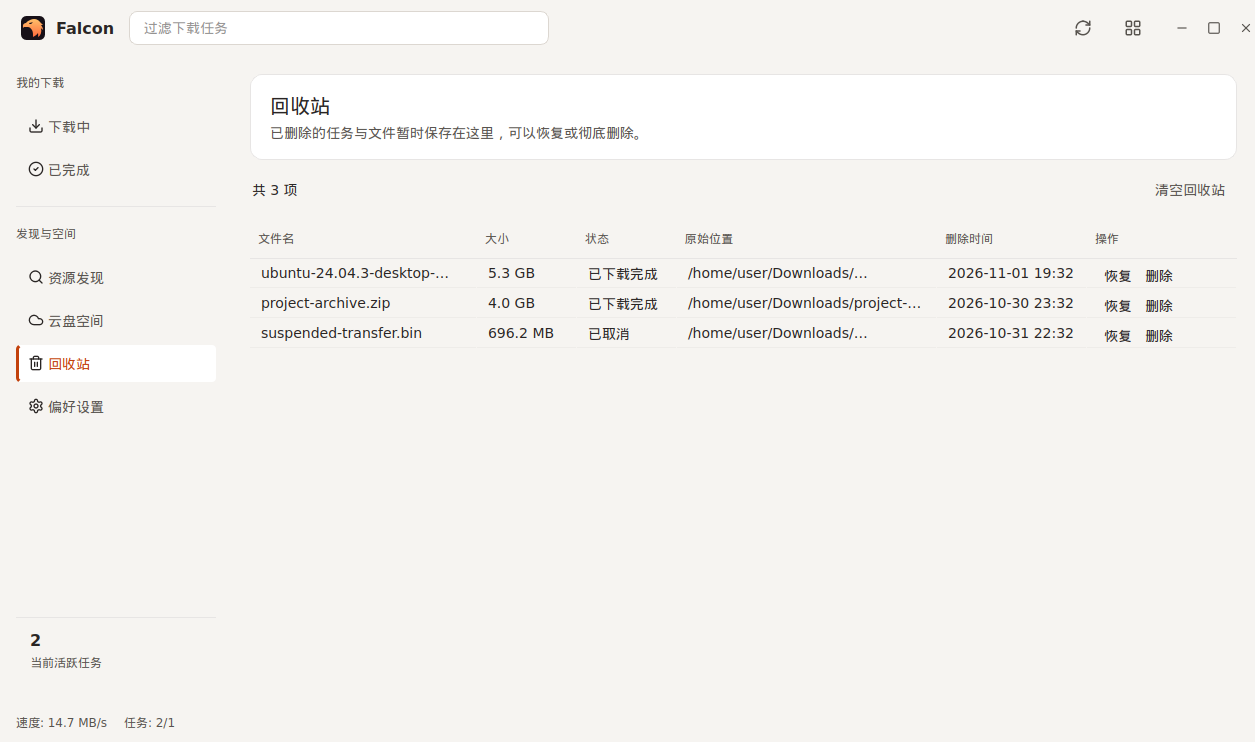 Falcon
过滤下载任务
我的下载
下载中
已完成
发现与空间
资源发现
云盘空间
回收站
偏好设置
2
当前活跃任务
速度: 14.7 MB/s 任务: 2/1
回收站
已删除的任务与文件暂时保存在这里，可以恢复或彻底删除。
共 3 项 清空回收站
文件名 大小 状态 原始位置 删除时间 操作
ubuntu-24.04.3-desktop-… 5.3 GB 已下载完成 /home/user/Downloads/… 2026-11-01 19:32 恢复 删除
project-archive.zip 4.0 GB 已下载完成 /home/user/Downloads/project-… 2026-10-30 23:32 恢复 删除
suspended-transfer.bin 696.2 MB 已取消 /home/user/Downloads/… 2026-10-31 22:32 恢复 删除